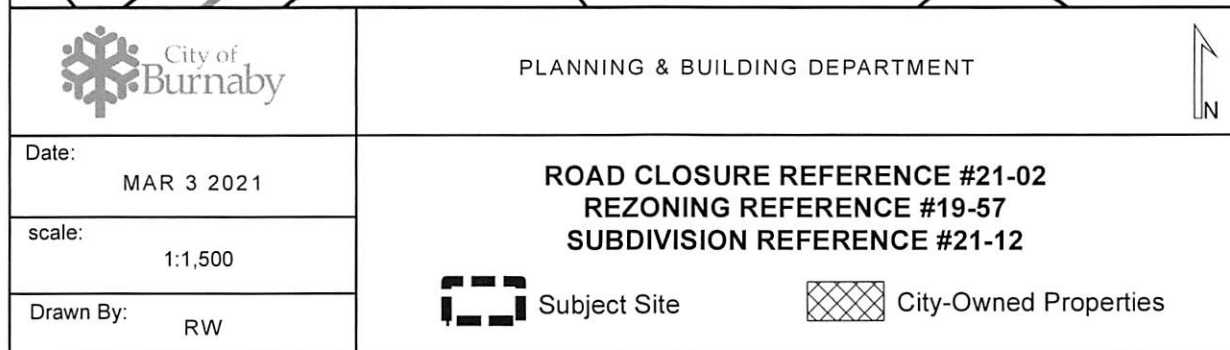 City of
Burnaby
PLANNING & BUILDING DEPARTMENT
N
Date:
MAR 3 2021
scale:
1:1,500
Drawn By:
RW
ROAD CLOSURE REFERENCE #21-02
REZONING REFERENCE #19-57
SUBDIVISION REFERENCE #21-12
Subject Site
City-Owned Properties